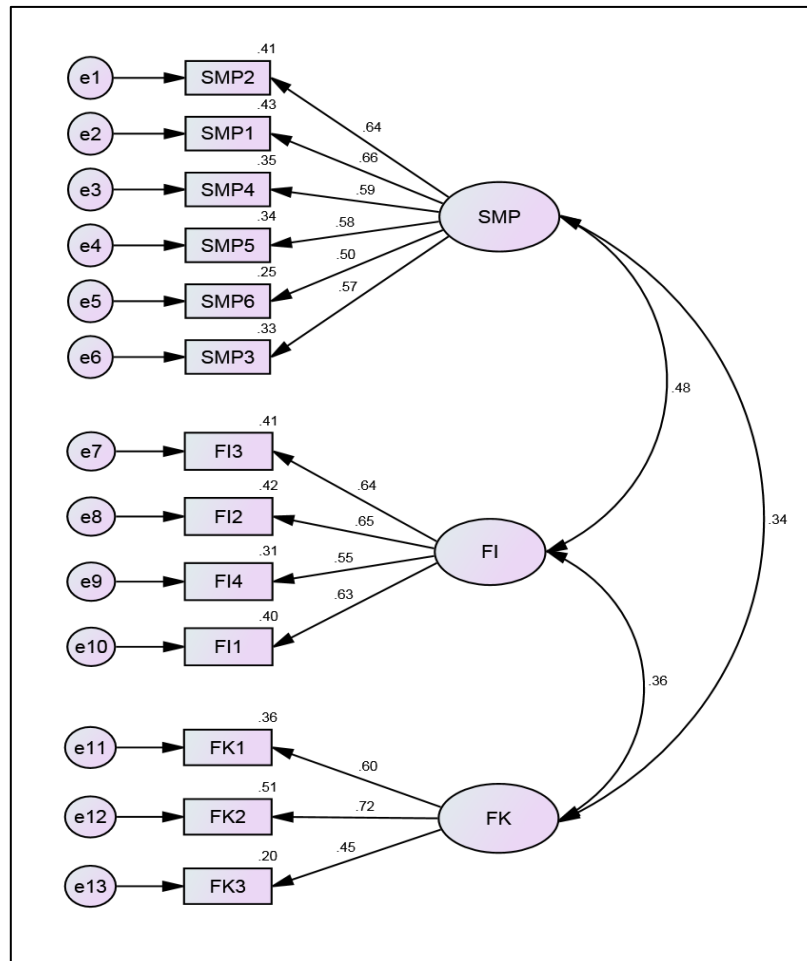 .41
e1 SMP2
.64
.43
e2 SMP1
.66
.35
e3 SMP4
.59
SMP
.34
e4 SMP5
.58
.25
e5 SMP6
.50
.33
e6 SMP3
.57
.48
.41
e7 FI3
.64
.42
e8 FI2
.65
.34
FI
.31
e9 FI4
.55
.40
e10 FI1
.63
.36
.36
e11 FK1
.60
.51
e12 FK2
.72
FK
.20
e13 FK3
.45